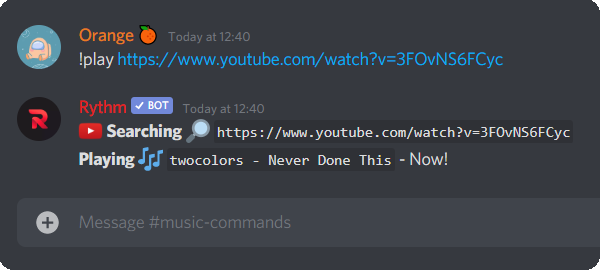 Orange 🍊 Today at 12:40
!play https://www.youtube.com/watch?v=3FOvNS6FCyc
Rythm ✓ BOT Today at 12:40
Searching 🔎 https://www.youtube.com/watch?v=3FOvNS6FCyc
Playing 🎶 twocolors - Never Done This - Now!
Message #music-commands